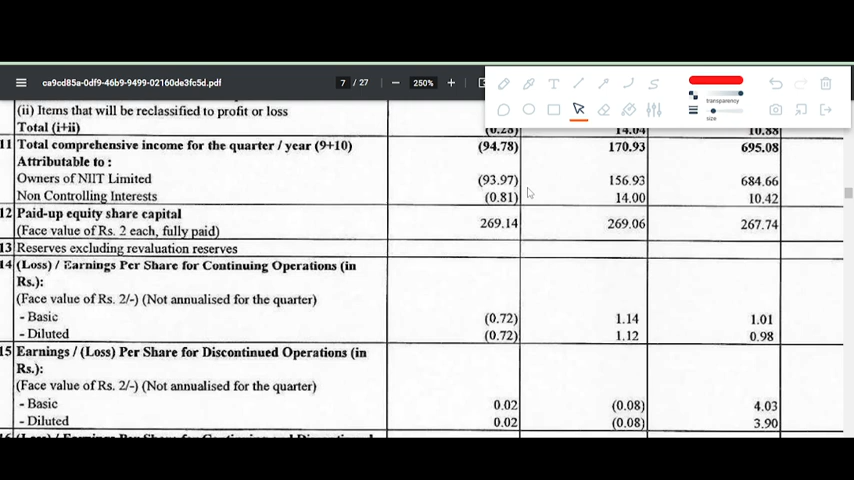 ca9cd85a-0df9-46b9-9499-02160de3fc5d.pdf 7 / 27 — 250% +
transparency
size
(ii) Items that will be reclassified to profit or loss
Total (i+ii) (0.28) 14.04 10.88
11 Total comprehensive income for the quarter / year (9+10) (94.78) 170.93 695.08
Attributable to :
Owners of NIIT Limited (93.97) 156.93 684.66
Non Controlling Interests (0.81) 14.00 10.42
12 Paid-up equity share capital
(Face value of Rs. 2 each, fully paid) 269.14 269.06 267.74
13 Reserves excluding revaluation reserves
14 (Loss) / Earnings Per Share for Continuing Operations (in
Rs.):
(Face value of Rs. 2/-) (Not annualised for the quarter)
- Basic (0.72) 1.14 1.01
- Diluted (0.72) 1.12 0.98
15 Earnings / (Loss) Per Share for Discontinued Operations (in
Rs.):
(Face value of Rs. 2/-) (Not annualised for the quarter)
- Basic 0.02 (0.08) 4.03
- Diluted 0.02 (0.08) 3.90